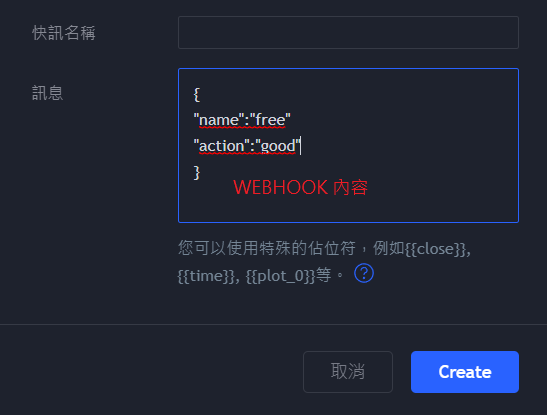 快訊名稱
訊息
{
"name":"free"
"action":"good"
}
WEBHOOK 內容
您可以使用特殊的佔位符，例如{{close}},
{{time}}, {{plot_0}}等。 ?
取消
Create